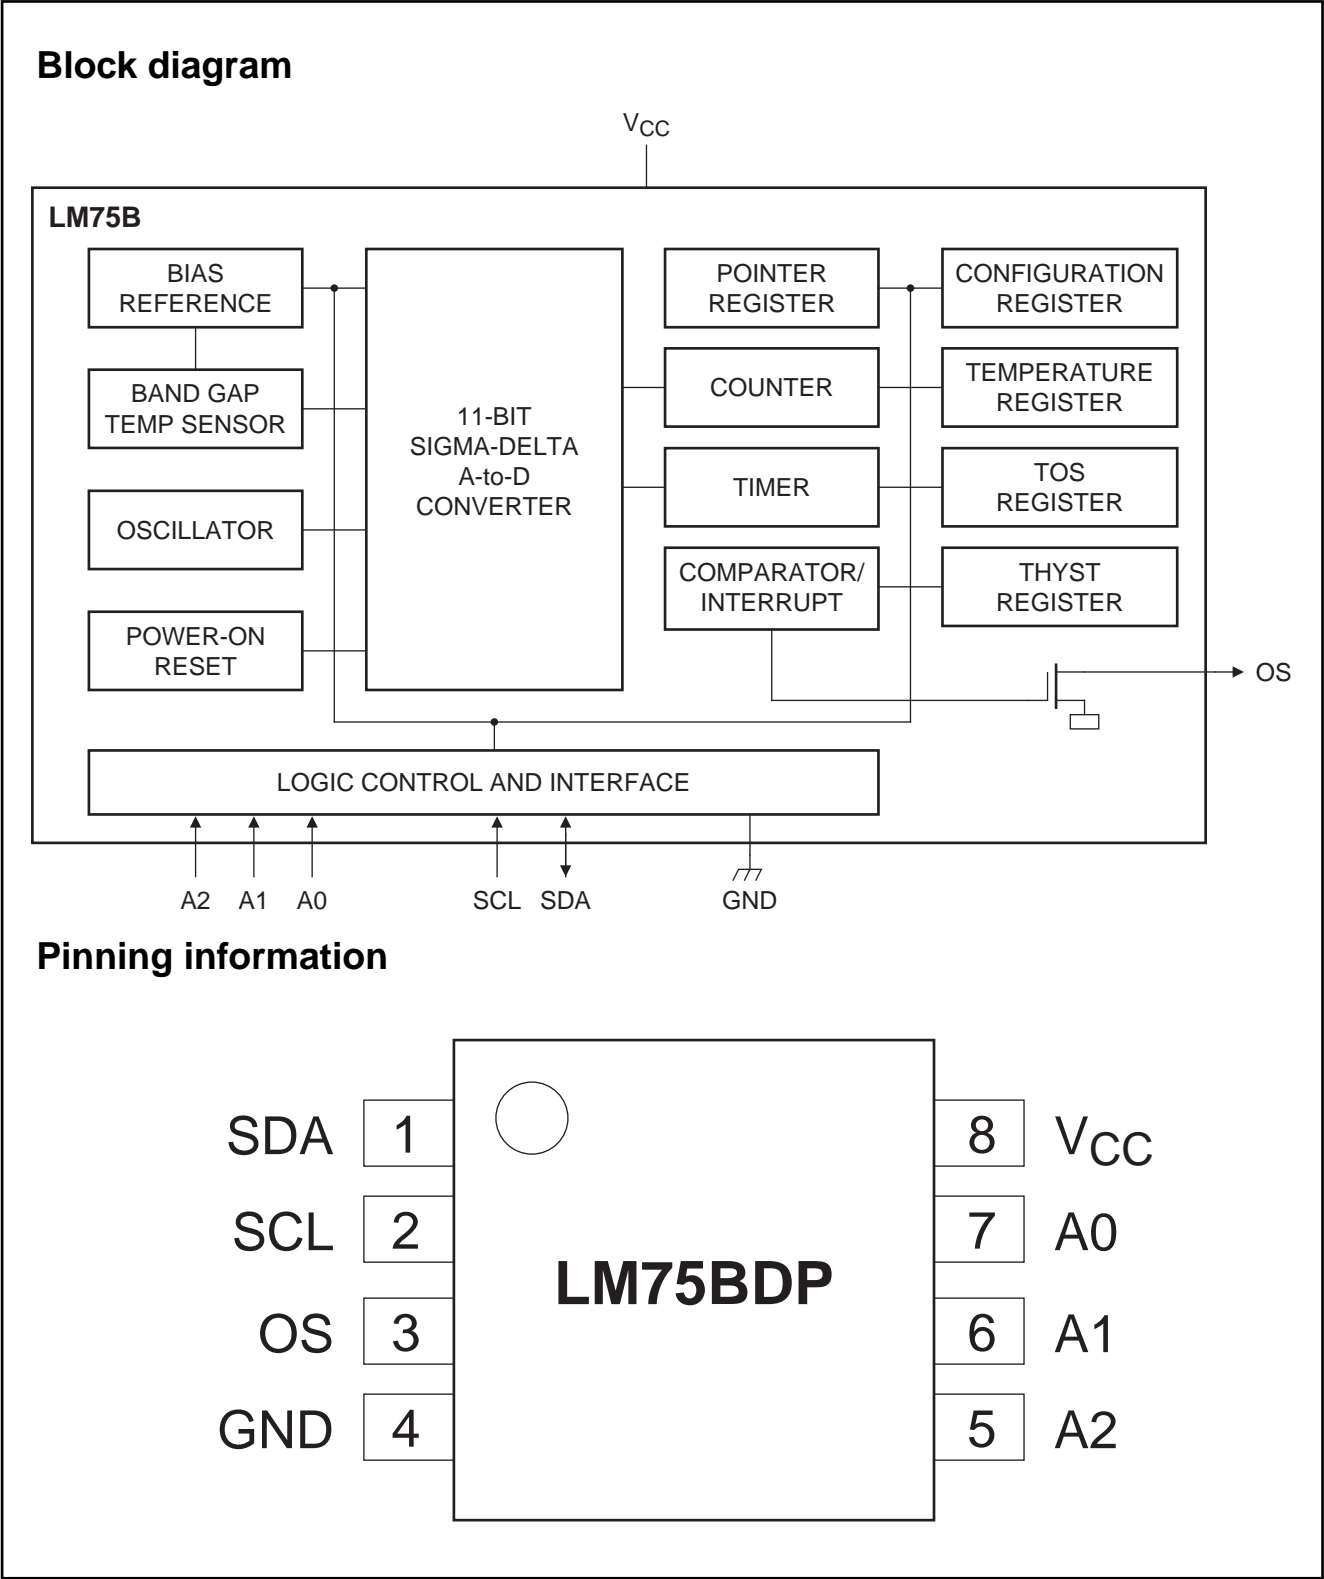 Block diagram
VCC
LM75B
BIAS
REFERENCE
BAND GAP
TEMP SENSOR
OSCILLATOR
POWER-ON
RESET
11-BIT
SIGMA-DELTA
A-to-D
CONVERTER
POINTER
REGISTER
COUNTER
TIMER
COMPARATOR/
INTERRUPT
CONFIGURATION
REGISTER
TEMPERATURE
REGISTER
TOS
REGISTER
THYST
REGISTER
OS
LOGIC CONTROL AND INTERFACE
A2 A1 A0 SCL SDA GND
Pinning information
SDA 1
SCL 2
OS 3
GND 4
LM75BDP
8 VCC
7 A0
6 A1
5 A2